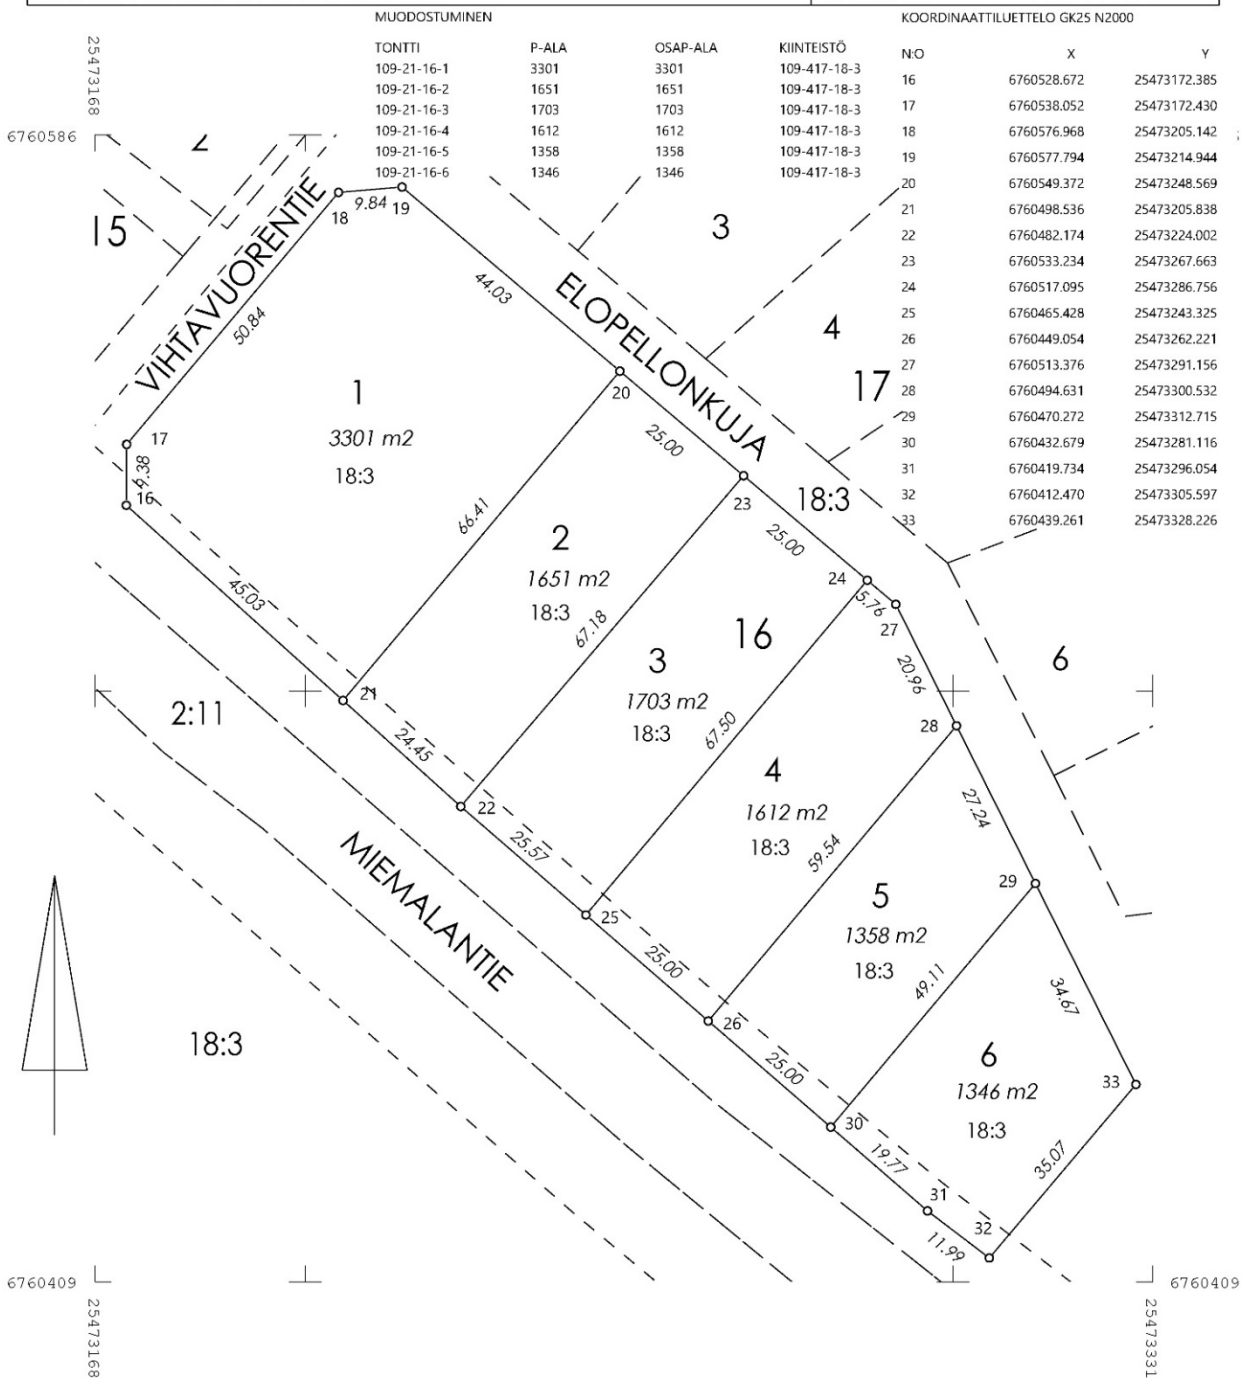 MUODOSTUMINEN
KOORDINAATTILUETTELO GK25 N2000
TONTTI P-ALA OSAP-ALA KIINTEISTÖ
109-21-16-1 3301 3301 109-417-18-3
109-21-16-2 1651 1651 109-417-18-3
109-21-16-3 1703 1703 109-417-18-3
109-21-16-4 1612 1612 109-417-18-3
109-21-16-5 1358 1358 109-417-18-3
109-21-16-6 1346 1346 109-417-18-3
N:O X Y
16 6760528.672 25473172.385
17 6760538.052 25473172.430
18 6760576.968 25473205.142
19 6760577.794 25473214.944
20 6760549.372 25473248.569
21 6760498.536 25473205.838
22 6760482.174 25473224.002
23 6760533.234 25473267.663
24 6760517.095 25473286.756
25 6760465.428 25473243.325
26 6760449.054 25473262.221
27 6760513.376 25473291.156
28 6760494.631 25473300.532
29 6760470.272 25473312.715
30 6760432.679 25473281.116
31 6760419.734 25473296.054
32 6760412.470 25473305.597
33 6760439.261 25473328.226
25473168
6760586
2
15
VIHTAVUORENTIE
18
9.84
19
3
44.03
ELOPELLONKUJA
4
17
50.84
1
3301 m2
18:3
20
25.00
17
9.38
16
66.41
23
18:3
25.00
2
1651 m2
18:3
67.18
45.03
24
5.76
27
16
3
1703 m2
18:3
20.96
6
21
2:11
24.45
67.50
28
4
1612 m2
18:3
27.24
22
25.57
59.54
MIEMALANTIE
29
5
1358 m2
18:3
25
25.00
49.11
34.67
26
18:3
25.00
6
1346 m2
18:3
33
30
19.77
35.07
31
32
11.99
6760409
6760409
25473168
25473331